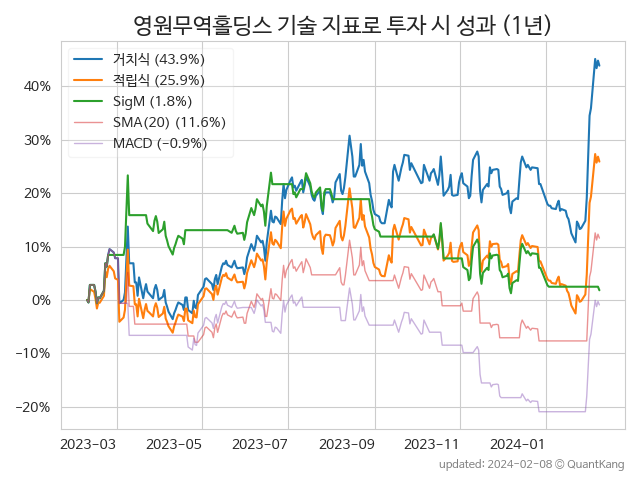 영원무역홀딩스 기술 지표로 투자 시 성과 (1년)
거치식 (43.9%)
적립식 (25.9%)
SigM (1.8%)
SMA(20) (11.6%)
MACD (−0.9%)
40%
30%
20%
10%
0%
−10%
−20%
2023-03
2023-05
2023-07
2023-09
2023-11
2024-01
updated: 2024-02-08 © QuantKang